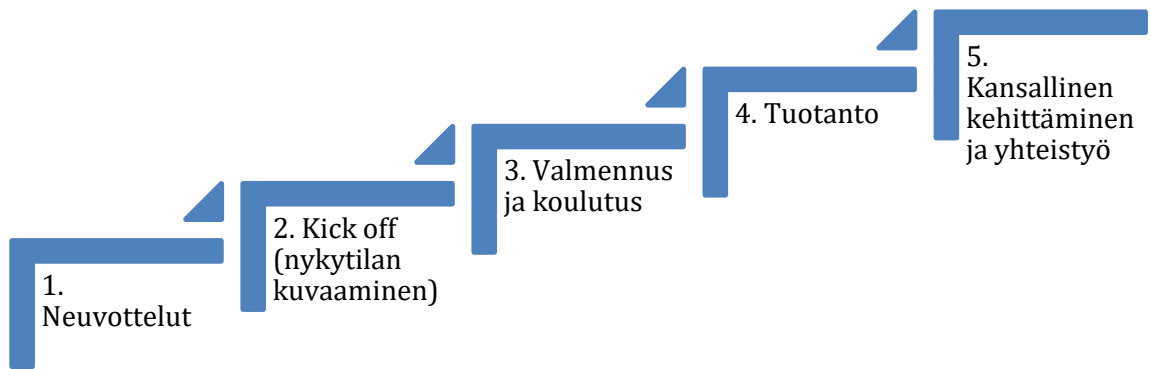 1.
Neuvottelut
2. Kick off
(nykytilan
kuvaaminen)
3. Valmennus
ja koulutus
4. Tuotanto
5.
Kansallinen
kehittäminen
ja yhteistyö